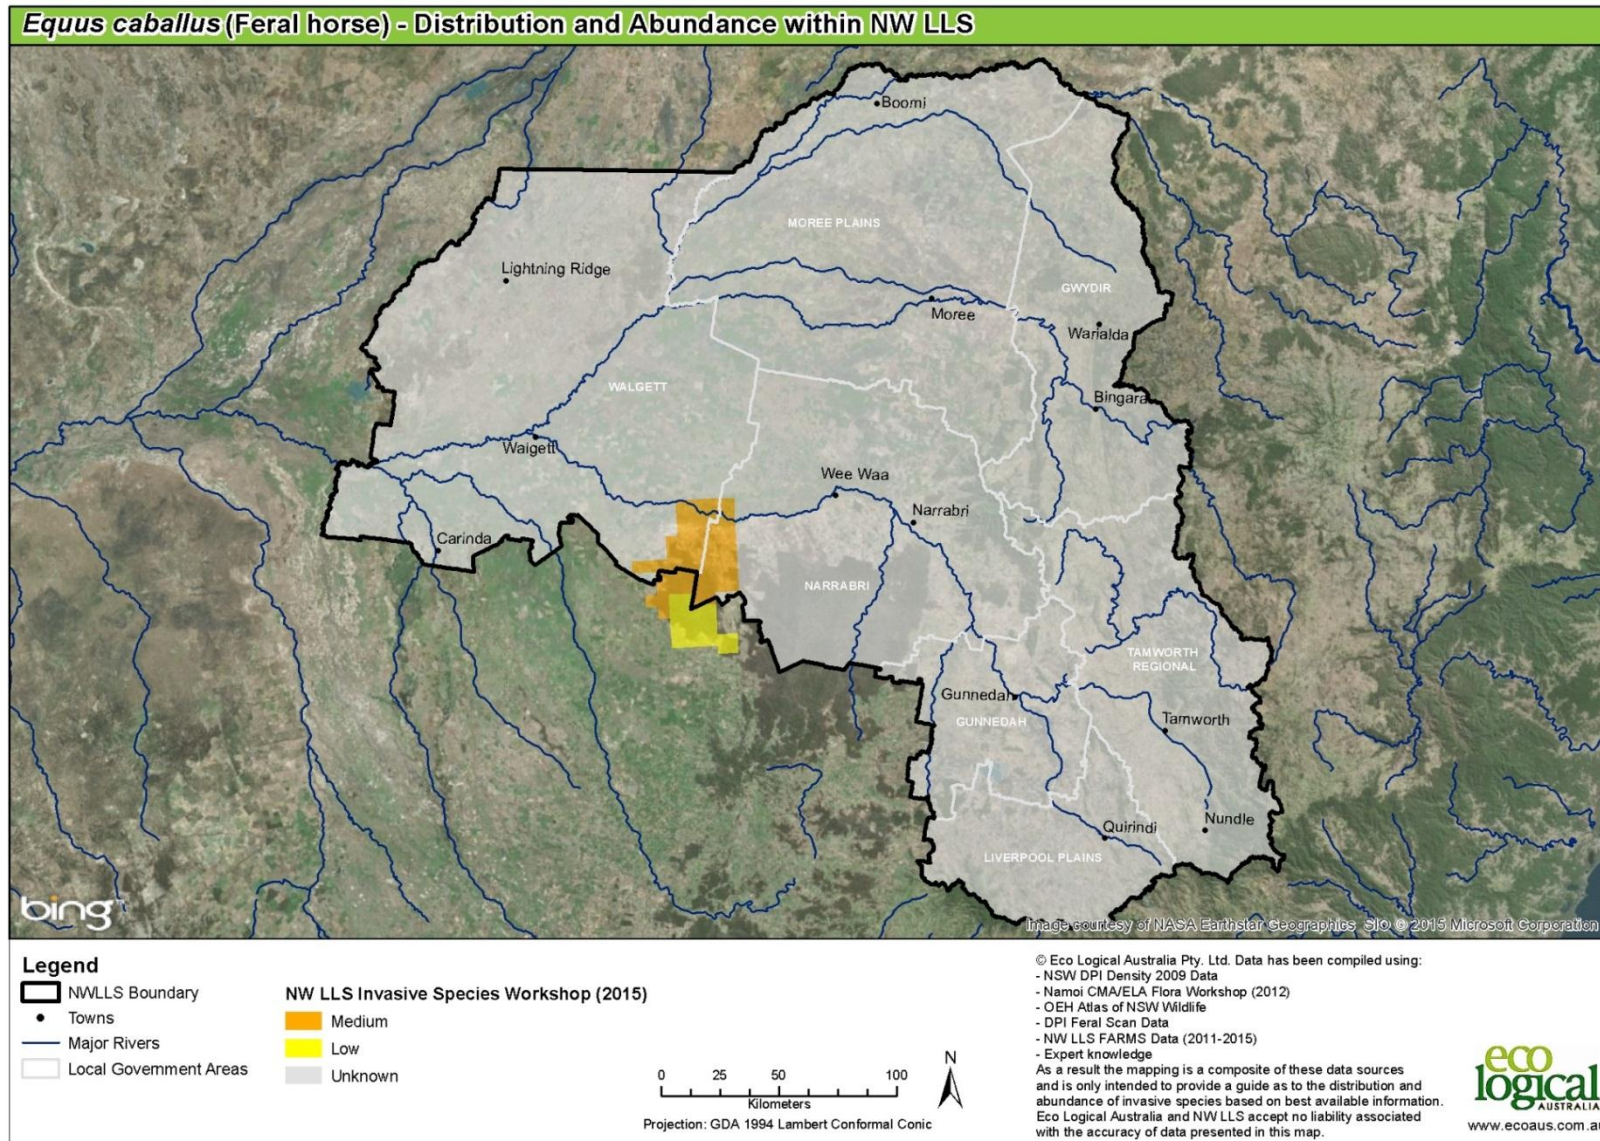 Equus caballus (Feral horse) - Distribution and Abundance within NW LLS
Boomi
MOREE PLAINS
Lightning Ridge
GWYDIR
Moree
Warialda
WALGETT
Bingara
Walgett
Wee Waa
Narrabri
Carinda
NARRABRI
TAMWORTH
REGIONAL
Gunnedah
GUNNEDAH
Tamworth
Nundle
Quirindi
LIVERPOOL PLAINS
bing
Image courtesy of NASA Earthstar Geographics SIO © 2015 Microsoft Corporation
Legend
NWLLS Boundary
Towns
Major Rivers
Local Government Areas
NW LLS Invasive Species Workshop (2015)
Medium
Low
Unknown
0 25 50 100
Kilometers
Projection: GDA 1994 Lambert Conformal Conic
N
© Eco Logical Australia Pty. Ltd. Data has been compiled using:
- NSW DPI Density 2009 Data
- Namoi CMA/ELA Flora Workshop (2012)
- OEH Atlas of NSW Wildlife
- DPI Feral Scan Data
- NW LLS FARMS Data (2011-2015)
- Expert knowledge
As a result the mapping is a composite of these data sources
and is only intended to provide a guide as to the distribution and
abundance of invasive species based on best available information.
Eco Logical Australia and NW LLS accept no liability associated
with the accuracy of data presented in this map.
eco
logical
AUSTRALIA
www.ecoaus.com.au